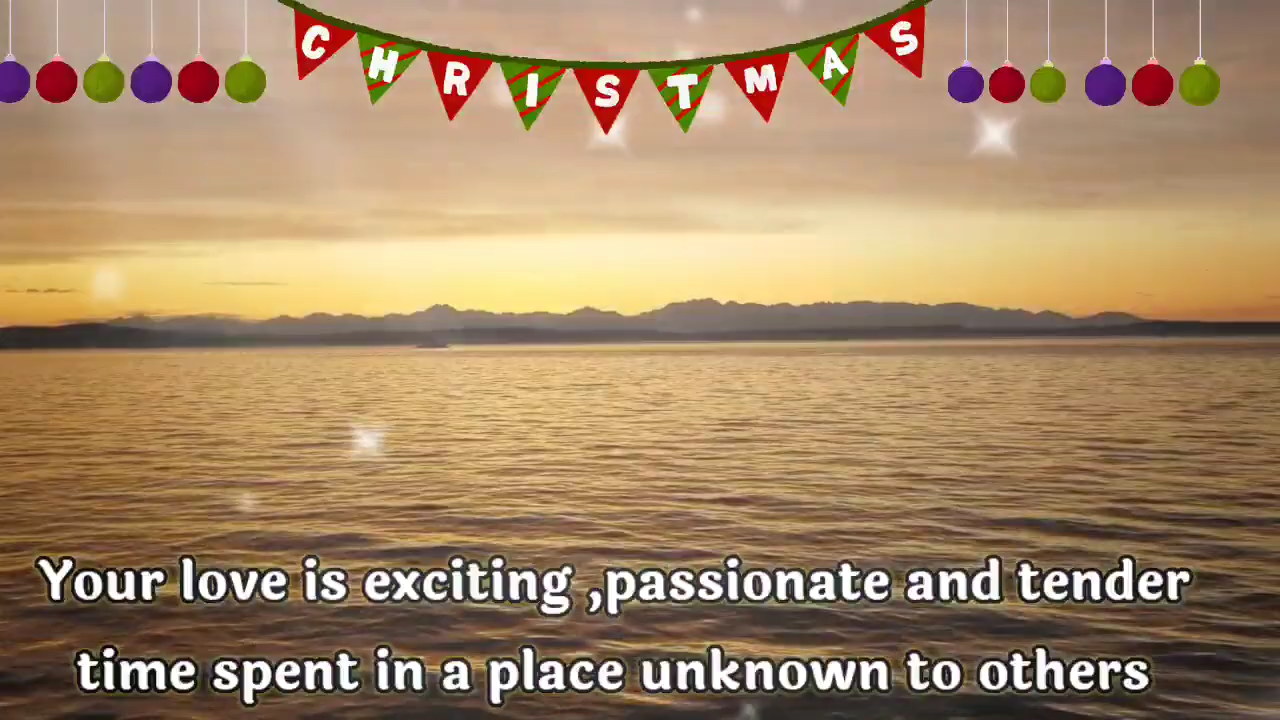 CHRISTMAS
Your love is exciting ,passionate and tender
time spent in a place unknown to others